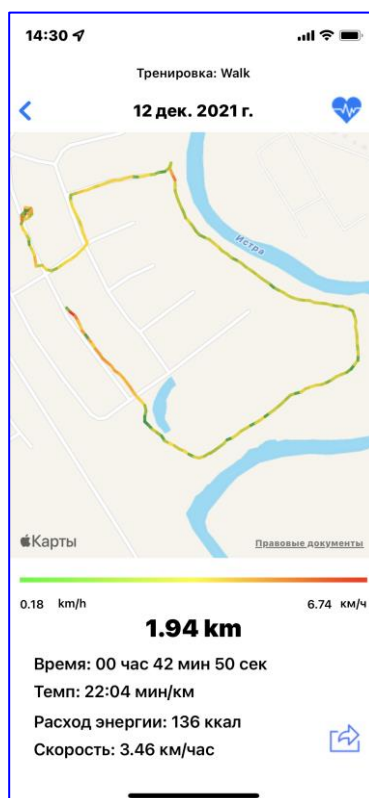 14:30
Тренировка: Walk
12 дек. 2021 г.
Истра
Карты
Правовые документы
0.18 km/h
6.74 км/ч
1.94 km
Время: 00 час 42 мин 50 сек
Темп: 22:04 мин/км
Расход энергии: 136 ккал
Скорость: 3.46 км/час